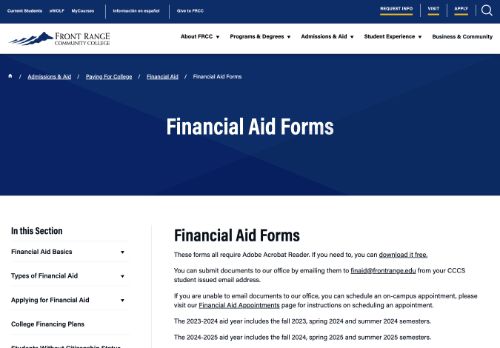 Current Students eWOLF MyCourses Información en español Give to FRCC REQUEST INFO VISIT APPLY
FRONT RANGE
COMMUNITY COLLEGE
About FRCC Programs & Degrees Admissions & Aid Student Experience Business & Community
/ Admissions & Aid / Paying For College / Financial Aid / Financial Aid Forms
Financial Aid Forms
In this Section
Financial Aid Basics
Types of Financial Aid
Applying for Financial Aid
College Financing Plans
Students Without Citizenship Status
Financial Aid Forms
These forms all require Adobe Acrobat Reader. If you need to, you can download it free.
You can submit documents to our office by emailing them to finaid@frontrange.edu from your CCCS
student issued email address.
If you are unable to email documents to our office, you can schedule an on-campus appointment, please
visit our Financial Aid Appointments page for instructions on scheduling an appointment.
The 2023-2024 aid year includes the fall 2023, spring 2024 and summer 2024 semesters.
The 2024-2025 aid year includes the fall 2024, spring 2025 and summer 2025 semesters.